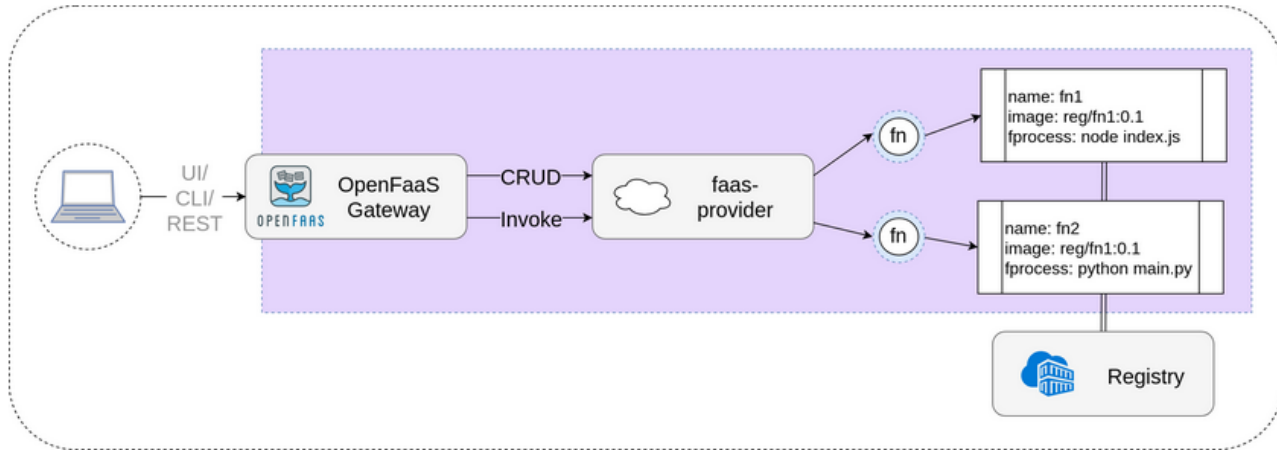 UI/
CLI/
REST
OPENFAAS
OpenFaaS
Gateway
CRUD
Invoke
faas-
provider
fn
fn
name: fn1
image: reg/fn1:0.1
fprocess: node index.js
name: fn2
image: reg/fn1:0.1
fprocess: python main.py
Registry